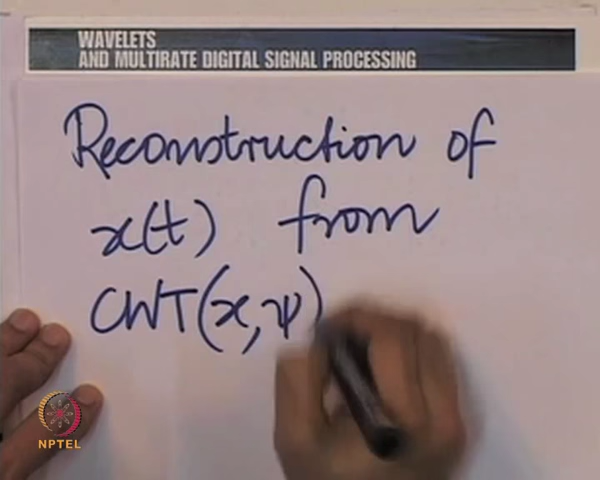 WAVELETS
AND MULTIRATE DIGITAL SIGNAL PROCESSING
Reconstruction of
x(t) from
CWT(x,ψ)
NPTEL